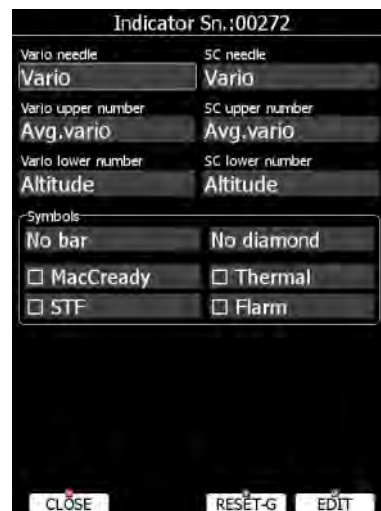 Indicator Sn.:00272
Vario needle SC needle
Vario Vario
Vario upper number SC upper number
Avg.vario Avg.vario
Vario lower number SC lower number
Altitude Altitude
Symbols
No bar No diamond
MacCready Thermal
STF Flarm
CLOSE RESET-G EDIT